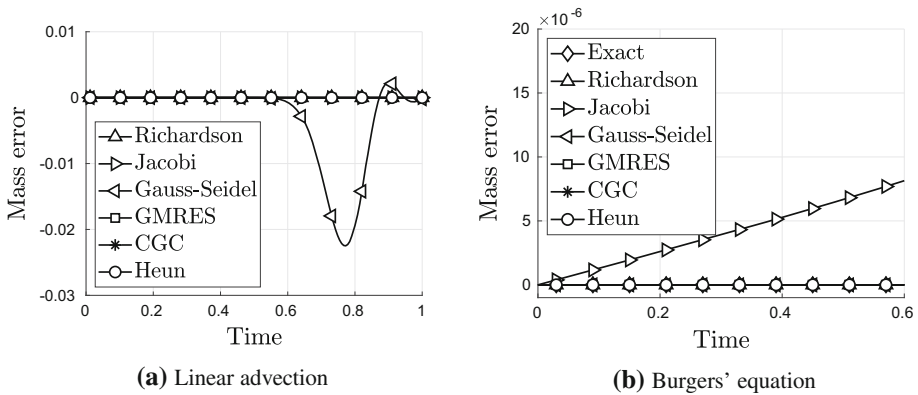 0.01
0
-0.01
-0.02
-0.03
Mass error
Richardson
Jacobi
Gauss-Seidel
GMRES
CGC
Heun
0
0.2
0.4
0.6
0.8
1
Time
(a) Linear advection
×10⁻⁶
20
15
10
5
0
Mass error
Exact
Richardson
Jacobi
Gauss-Seidel
GMRES
CGC
Heun
0
0.2
0.4
0.6
Time
(b) Burgers' equation